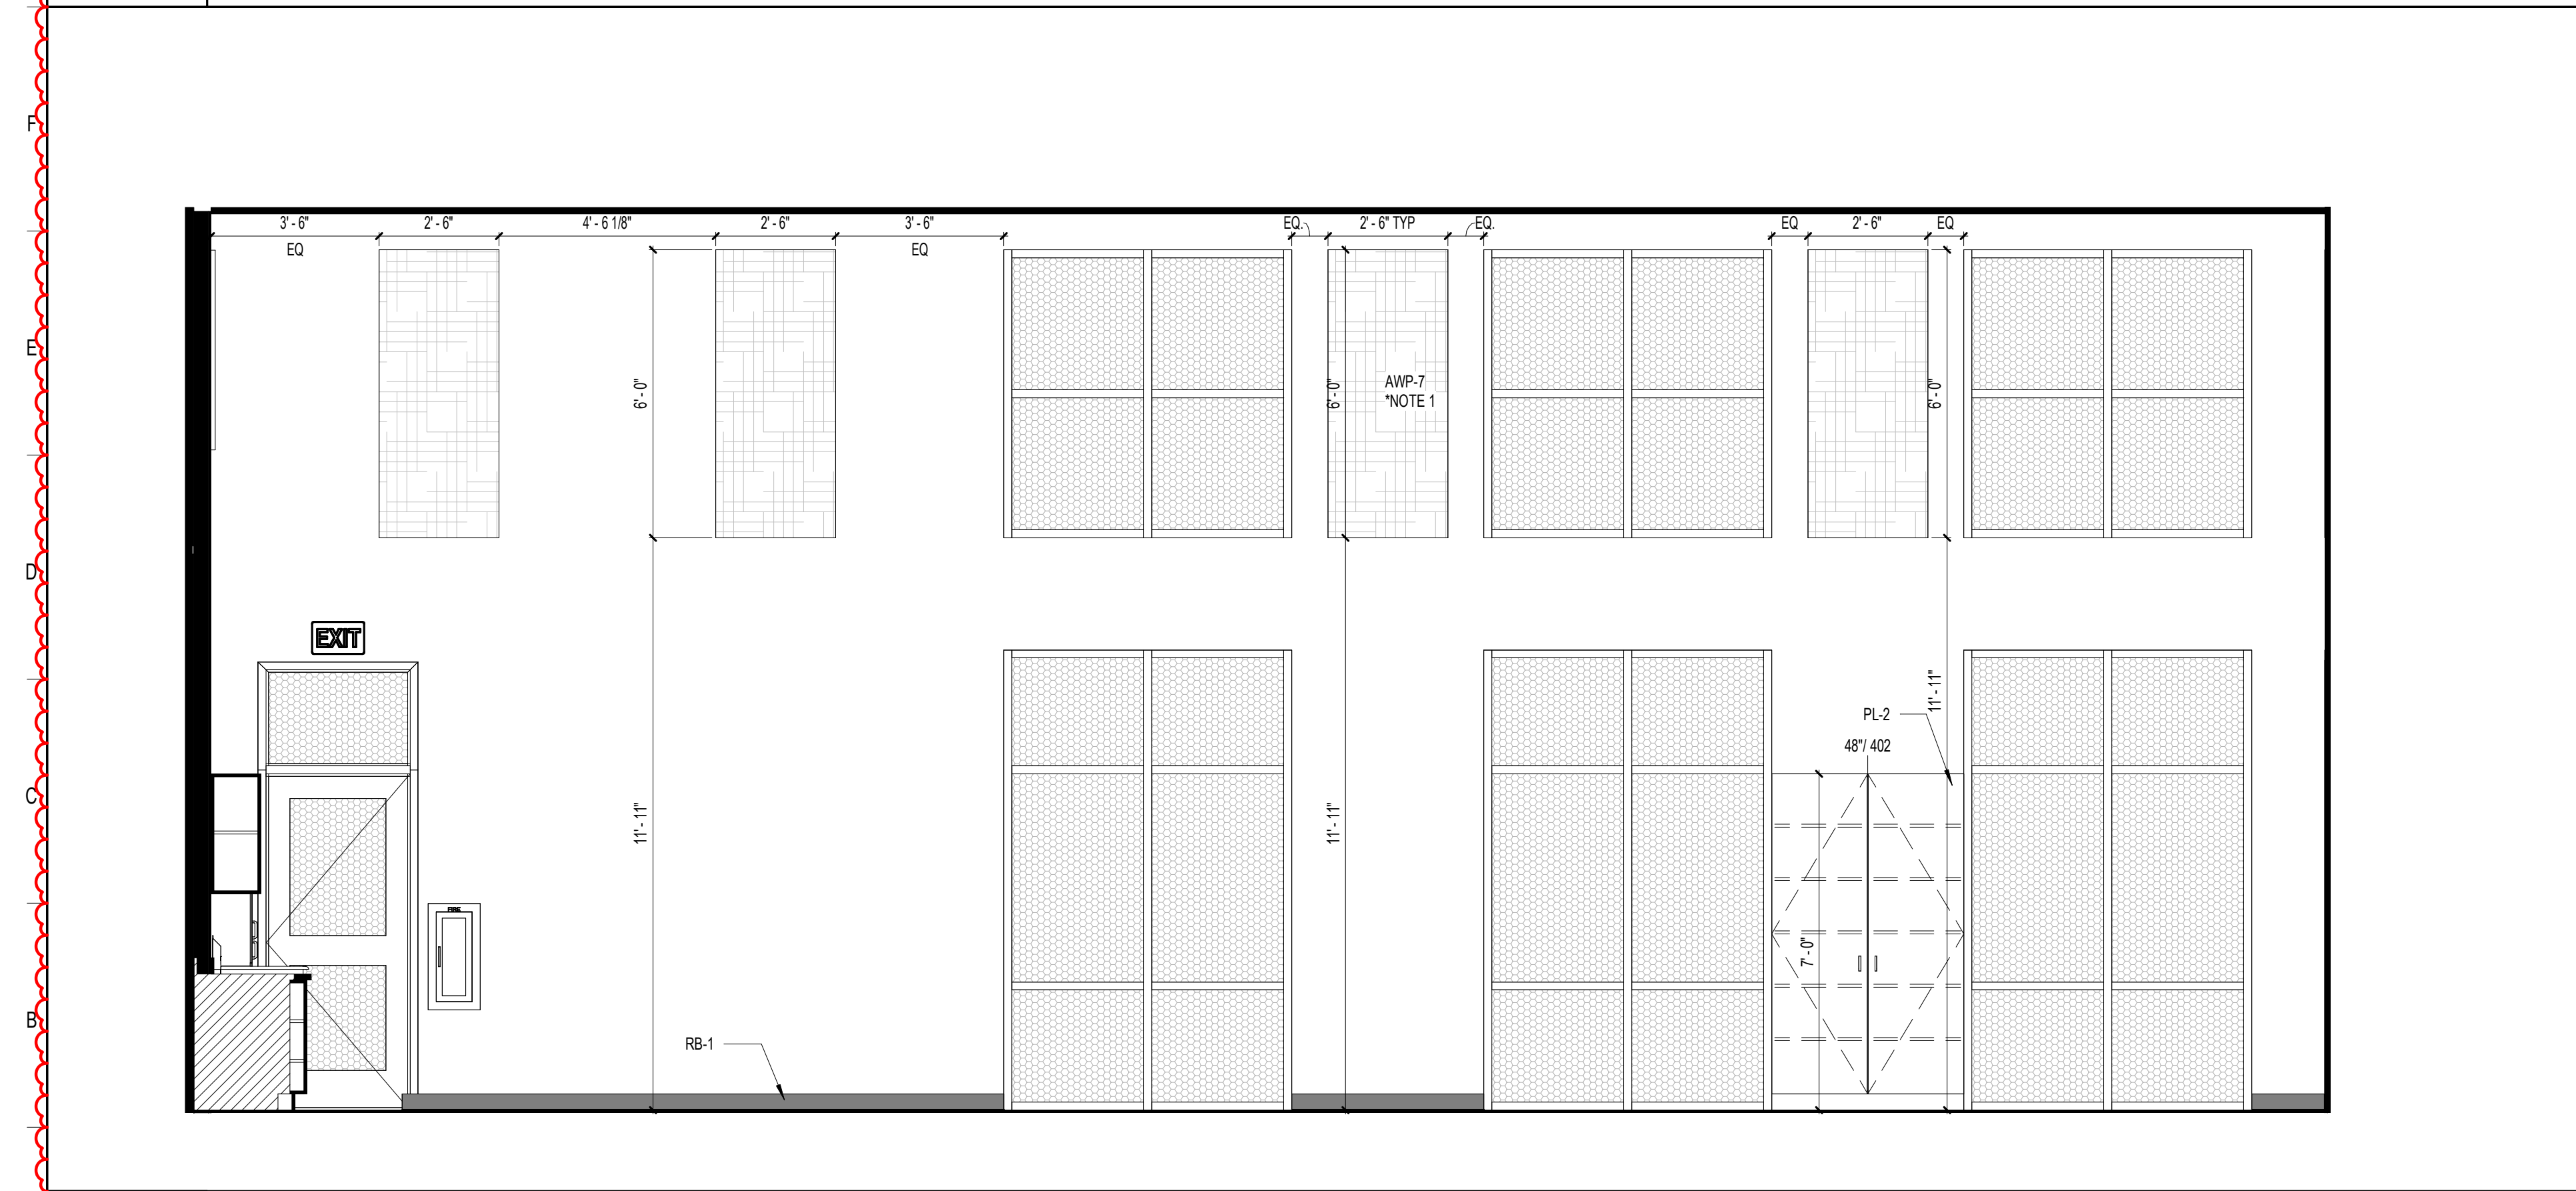 3' - 6"
2' - 6"
4' - 6 1/8"
2' - 6"
3' - 6"
EQ.
2' - 6" TYP
EQ.
EQ
2' - 6"
EQ
EQ
EQ
F
E
D
C
B
6' - 0"
6' - 0"
AWP-7
*NOTE 1
6' - 0"
EXIT
11' - 11"
PL-2
48"/ 402
11' - 11"
11' - 11"
FIRE
7' - 0"
RB-1